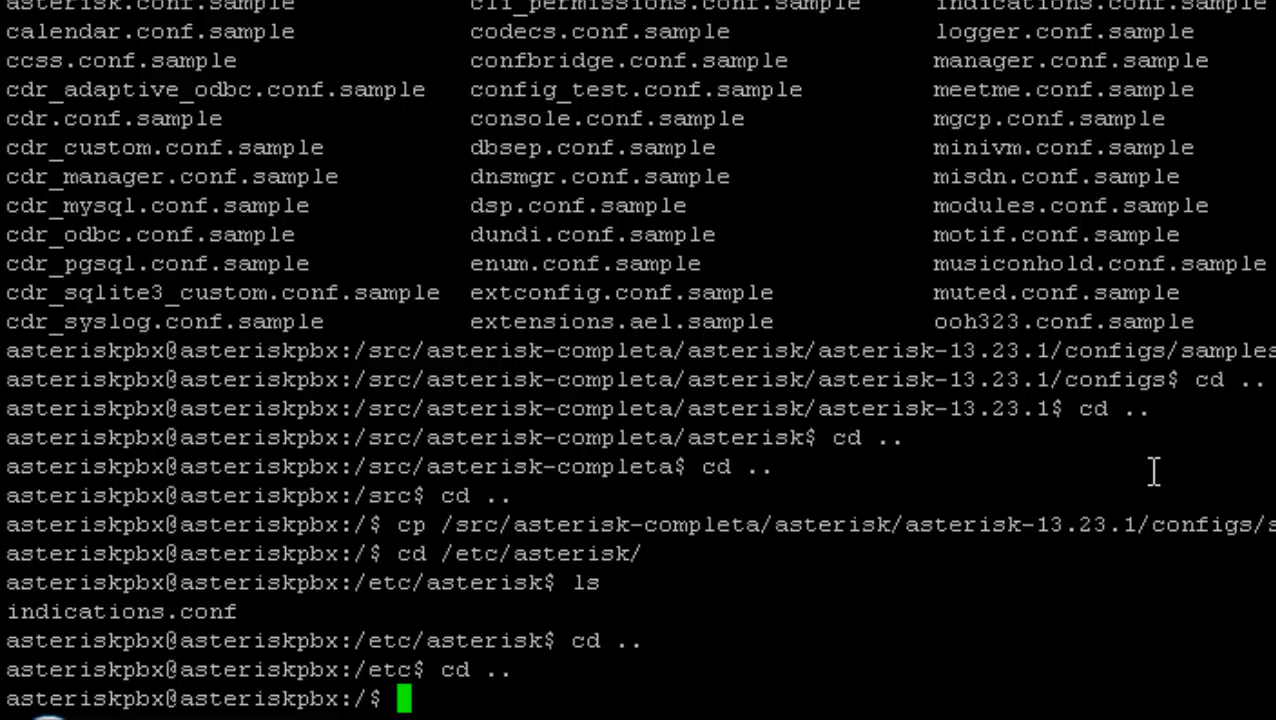 asterisk.conf.sample cli_permissions.conf.sample indications.conf.sample
calendar.conf.sample codecs.conf.sample logger.conf.sample
ccss.conf.sample confbridge.conf.sample manager.conf.sample
cdr_adaptive_odbc.conf.sample config_test.conf.sample meetme.conf.sample
cdr.conf.sample console.conf.sample mgcp.conf.sample
cdr_custom.conf.sample dbsep.conf.sample minivm.conf.sample
cdr_manager.conf.sample dnsmgr.conf.sample misdn.conf.sample
cdr_mysql.conf.sample dsp.conf.sample modules.conf.sample
cdr_odbc.conf.sample dundi.conf.sample motif.conf.sample
cdr_pgsql.conf.sample enum.conf.sample musiconhold.conf.sample
cdr_sqlite3_custom.conf.sample extconfig.conf.sample muted.conf.sample
cdr_syslog.conf.sample extensions.ael.sample ooh323.conf.sample
asteriskpbx@asteriskpbx:/src/asterisk-completa/asterisk/asterisk-13.23.1/configs/samples
asteriskpbx@asteriskpbx:/src/asterisk-completa/asterisk/asterisk-13.23.1/configs$ cd ..
asteriskpbx@asteriskpbx:/src/asterisk-completa/asterisk/asterisk-13.23.1$ cd ..
asteriskpbx@asteriskpbx:/src/asterisk-completa/asterisk$ cd ..
asteriskpbx@asteriskpbx:/src/asterisk-completa$ cd ..
asteriskpbx@asteriskpbx:/src$ cd ..
asteriskpbx@asteriskpbx:/$ cp /src/asterisk-completa/asterisk/asterisk-13.23.1/configs/s
asteriskpbx@asteriskpbx:/$ cd /etc/asterisk/
asteriskpbx@asteriskpbx:/etc/asterisk$ ls
indications.conf
asteriskpbx@asteriskpbx:/etc/asterisk$ cd ..
asteriskpbx@asteriskpbx:/etc$ cd ..
asteriskpbx@asteriskpbx:/$